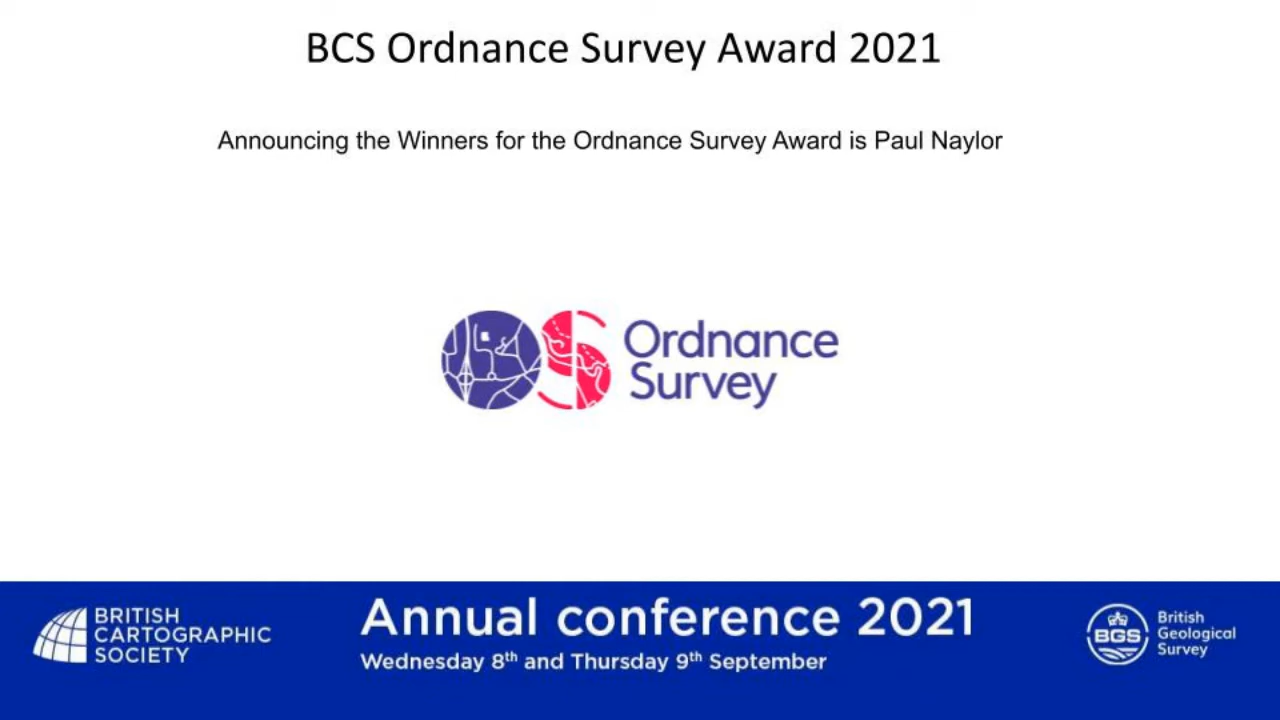 BCS Ordnance Survey Award 2021
Announcing the Winners for the Ordnance Survey Award is Paul Naylor
OS
Ordnance
Survey
BRITISH
CARTOGRAPHIC
SOCIETY
Annual conference 2021
Wednesday 8th and Thursday 9th September
BGS
British
Geological
Survey